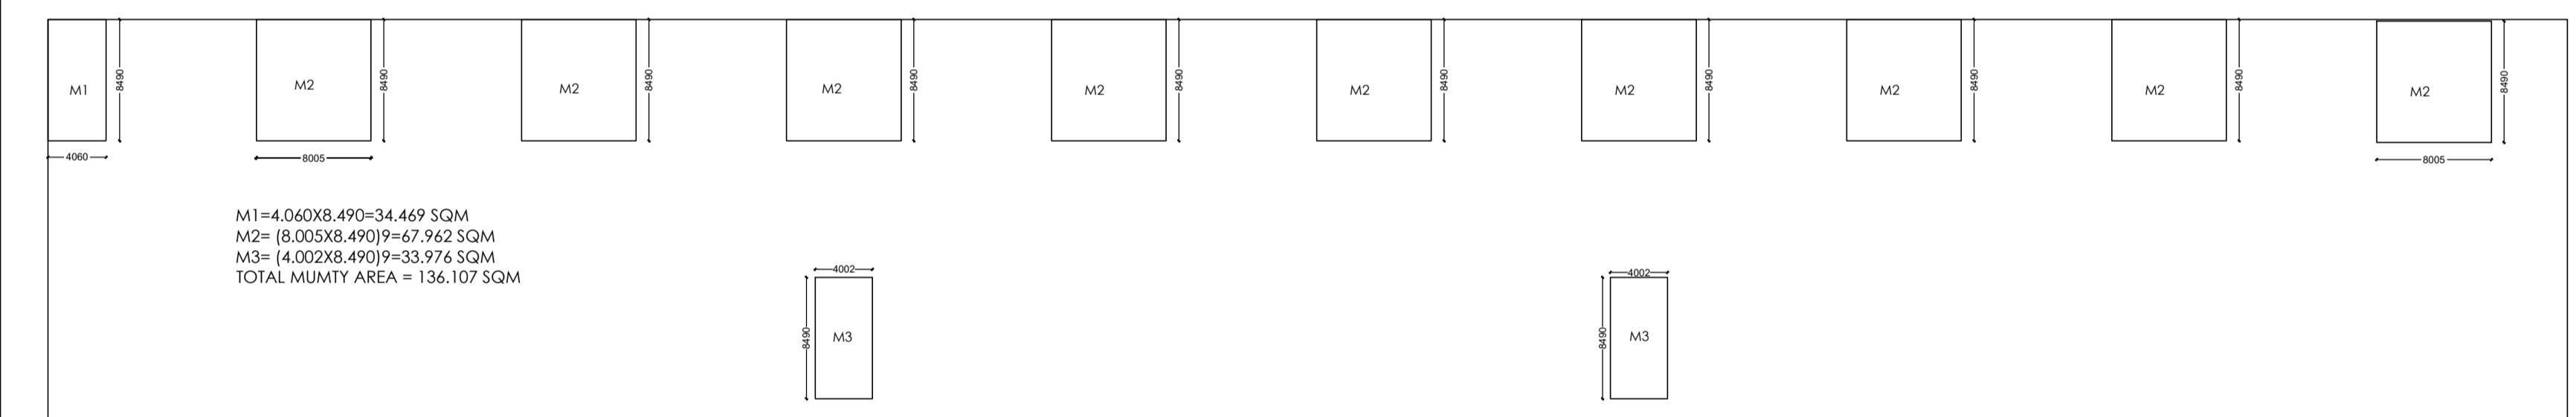 M1
8490
M2
8490
M2
8490
M2
8490
M2
8490
M2
8490
M2
8490
M2
8490
M2
8490
M2
8490
4060
8005
8005
M1=4.060X8.490=34.469 SQM
M2= (8.005X8.490)9=67.962 SQM
M3= (4.002X8.490)9=33.976 SQM
TOTAL MUMTY AREA = 136.107 SQM
4002
8490
M3
4002
8490
M3